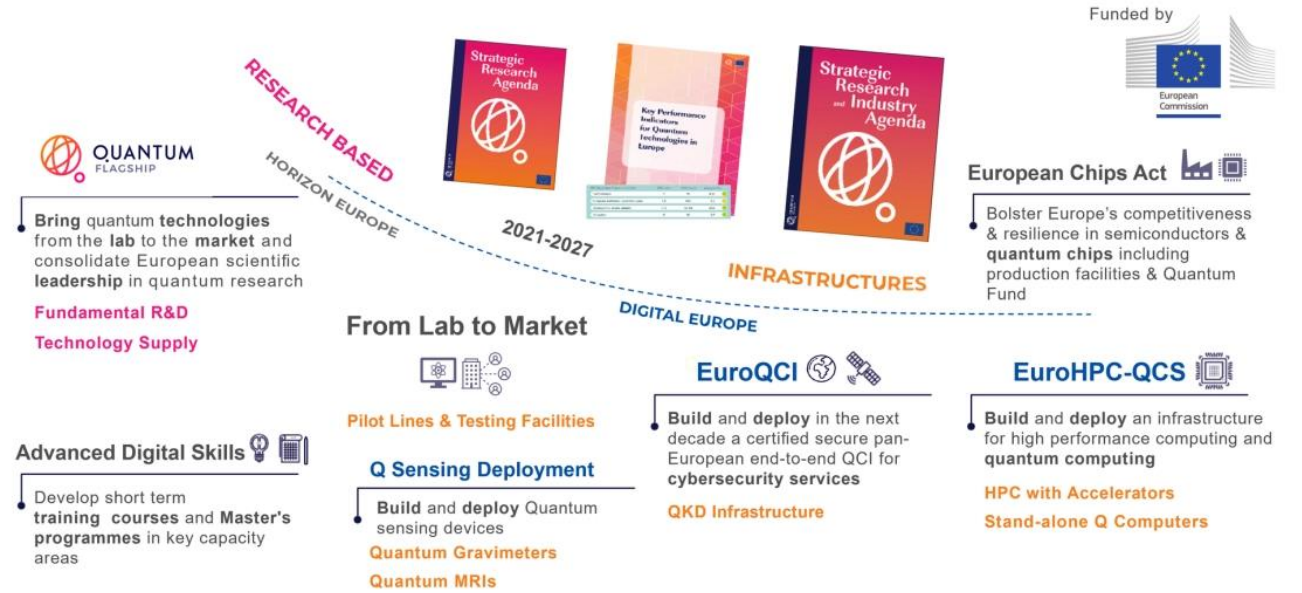 Funded by
European
Commission
RESEARCH BASED
HORIZON EUROPE
Strategic
Research
Agenda
Key Performance
Indicators
for Quantum
Technologies in
Europe
Strategic
Research
and Industry
Agenda
2021-2027
INFRASTRUCTURES
DIGITAL EUROPE
QUANTUM
FLAGSHIP
Bring quantum technologies
from the lab to the market and
consolidate European scientific
leadership in quantum research
Fundamental R&D
Technology Supply
European Chips Act
Bolster Europe's competitiveness
& resilience in semiconductors &
quantum chips including
production facilities & Quantum
Fund
From Lab to Market
Pilot Lines & Testing Facilities
Advanced Digital Skills
Develop short term
training courses and Master's
programmes in key capacity
areas
Q Sensing Deployment
Build and deploy Quantum
sensing devices
Quantum Gravimeters
Quantum MRIs
EuroQCI
Build and deploy in the next
decade a certified secure pan-
European end-to-end QCI for
cybersecurity services
QKD Infrastructure
EuroHPC-QCS
Build and deploy an infrastructure
for high performance computing and
quantum computing
HPC with Accelerators
Stand-alone Q Computers